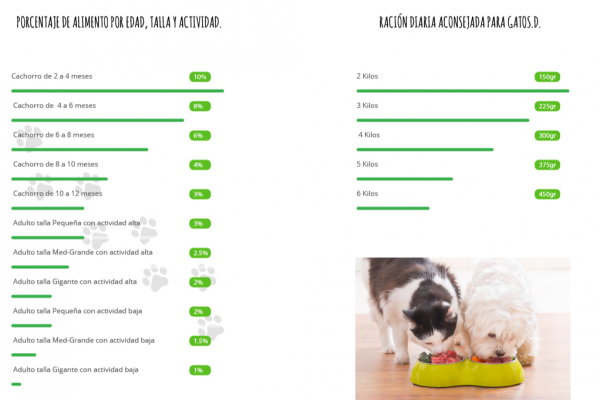 PORCENTAJE DE ALIMENTO POR EDAD, TALLA Y ACTIVIDAD.
Cachorro de 2 a 4 meses 10%
Cachorro de 4 a 6 meses 8%
Cachorro de 6 a 8 meses 6%
Cachorro de 8 a 10 meses 4%
Cachorro de 10 a 12 meses 3%
Adulto talla Pequeña con actividad alta 3%
Adulto talla Med-Grande con actividad alta 2.5%
Adulto talla Gigante con actividad alta 2%
Adulto talla Pequeña con actividad baja 2%
Adulto talla Med-Grande con actividad baja 1.5%
Adulto talla Gigante con actividad baja 1%
RACIÓN DIARIA ACONSEJADA PARA GATOS.D.
2 Kilos 150gr
3 Kilos 225gr
4 Kilos 300gr
5 Kilos 375gr
6 Kilos 450gr